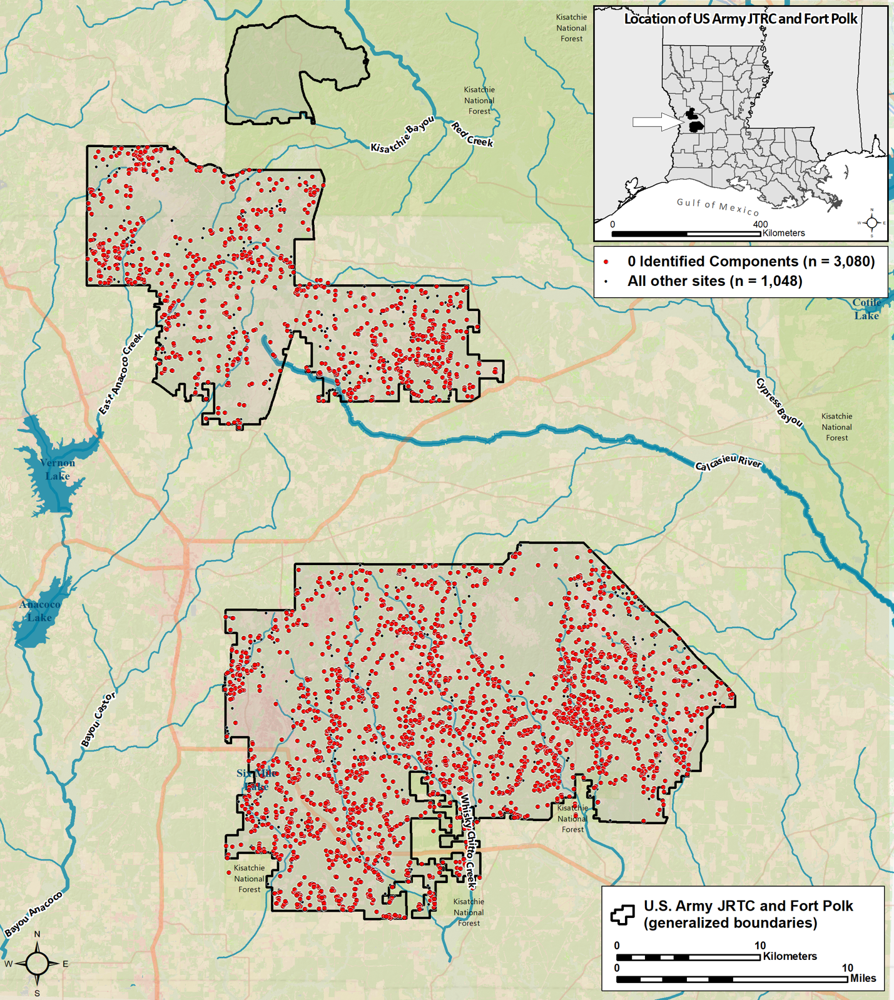 Kisatchie
National
Forest
Location of US Army JTRC and Fort Polk
Gulf of Mexico
N
W
E
S
0
400
Kilometers
Kisatchie
National
Forest
Kisatchie Bayou
Red Creek
0 Identified Components (n = 3,080)
All other sites (n = 1,048)
Cotile
Lake
East Anacoco Creek
Cypress Bayou
Kisatchie
National
Forest
Vernon
Lake
Calcasieu River
Anacoco
Lake
Bayou Castor
Six Mile
Lake
Whisky Chitto Creek
Kisatchie
National
Forest
Kisatchie
National
Forest
Kisatchie
National
Forest
Bayou Anacoco
N
W
E
S
U.S. Army JRTC and Fort Polk
(generalized boundaries)
0
10
Kilometers
0
10
Miles